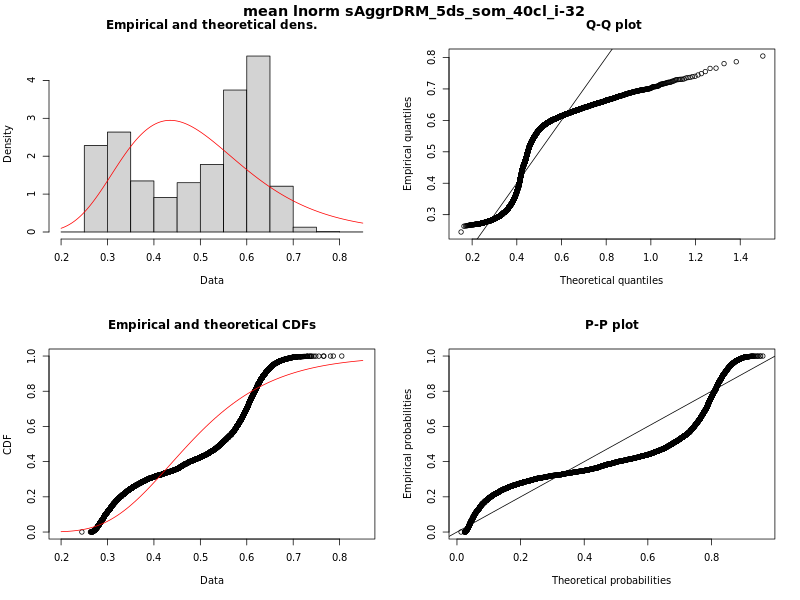 mean lnorm sAggrDRM_5ds_som_40cl_i-32
Empirical and theoretical dens.
Density
0 1 2 3 4
0.2 0.3 0.4 0.5 0.6 0.7 0.8
Data
Q-Q plot
Empirical quantiles
0.3 0.4 0.5 0.6 0.7 0.8
0.2 0.4 0.6 0.8 1.0 1.2 1.4
Theoretical quantiles
Empirical and theoretical CDFs
CDF
0.0 0.2 0.4 0.6 0.8 1.0
0.2 0.3 0.4 0.5 0.6 0.7 0.8
Data
P-P plot
Empirical probabilities
0.0 0.2 0.4 0.6 0.8 1.0
0.0 0.2 0.4 0.6 0.8
Theoretical probabilities